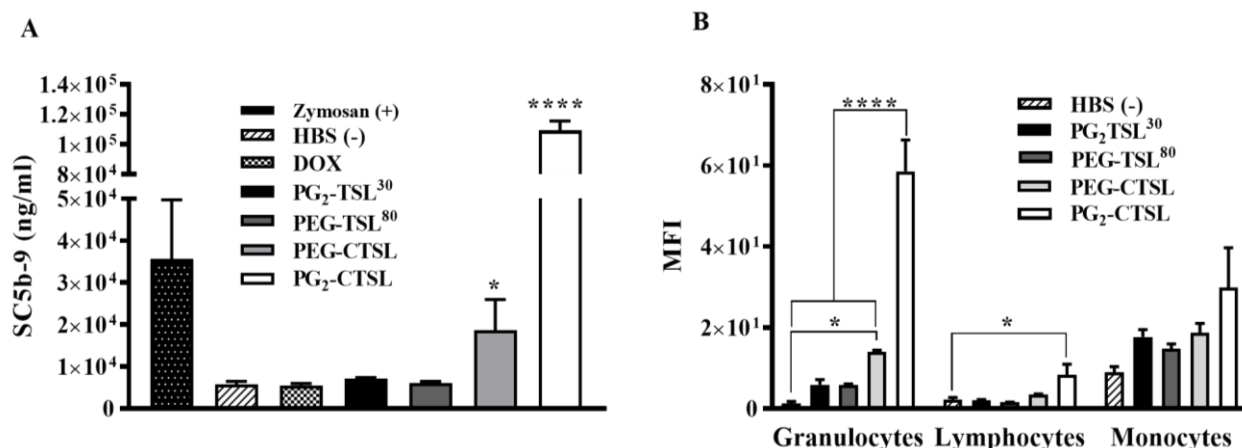 A
SC5b-9 (ng/ml)
1.4×10⁵
1.2×10⁵
1×10⁵
1×10⁴
5×10⁴
4×10⁴
3×10⁴
2×10⁴
1×10⁴
0
Zymosan (+)
HBS (-)
DOX
PG₂-TSL³⁰
PEG-TSL⁸⁰
PEG-CTSL
PG₂-CTSL
*
****
B
MFI
8×10¹
6×10¹
4×10¹
2×10¹
0
****
*
*
HBS (-)
PG₂TSL³⁰
PEG-TSL⁸⁰
PEG-CTSL
PG₂-CTSL
Granulocytes Lymphocytes Monocytes